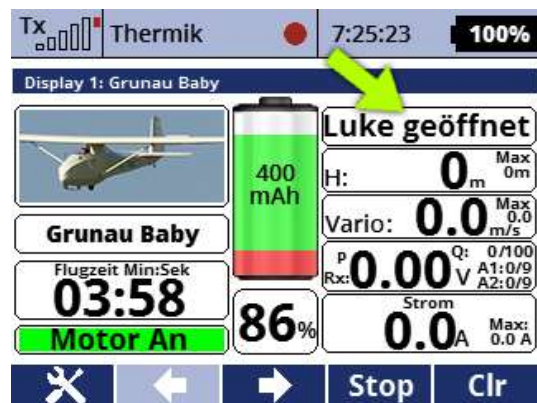 Tx Thermik 7:25:23 100%
Display 1: Grunau Baby
Luke geöffnet
400
mAh
H: 0m Max
0m
Vario: 0.0 Max
0.0
m/s
Grunau Baby
P
Rx: 0.00V Q: 0/100
A1:0/9
A2:0/9
Flugzeit Min:Sek
03:58
Motor An
86%
Strom
0.0A Max:
0.0 A
Stop Clr